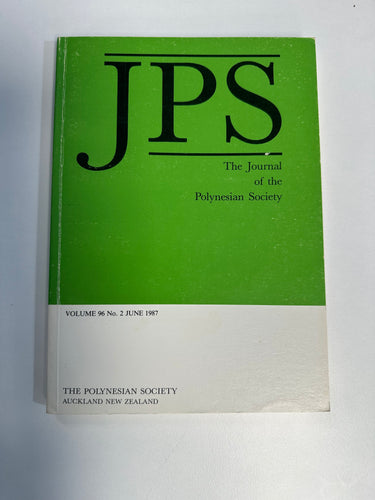 JPS
The Journal
of the
Polynesian Society
VOLUME 96 No. 2 JUNE 1987
THE POLYNESIAN SOCIETY
AUCKLAND NEW ZEALAND